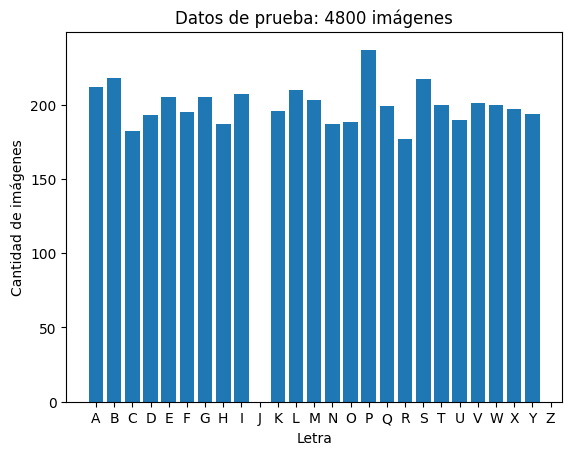 Datos de prueba: 4800 imágenes
Cantidad de imágenes
200
150
100
50
0
A B C D E F G H I J K L M N O P Q R S T U V W X Y Z
Letra